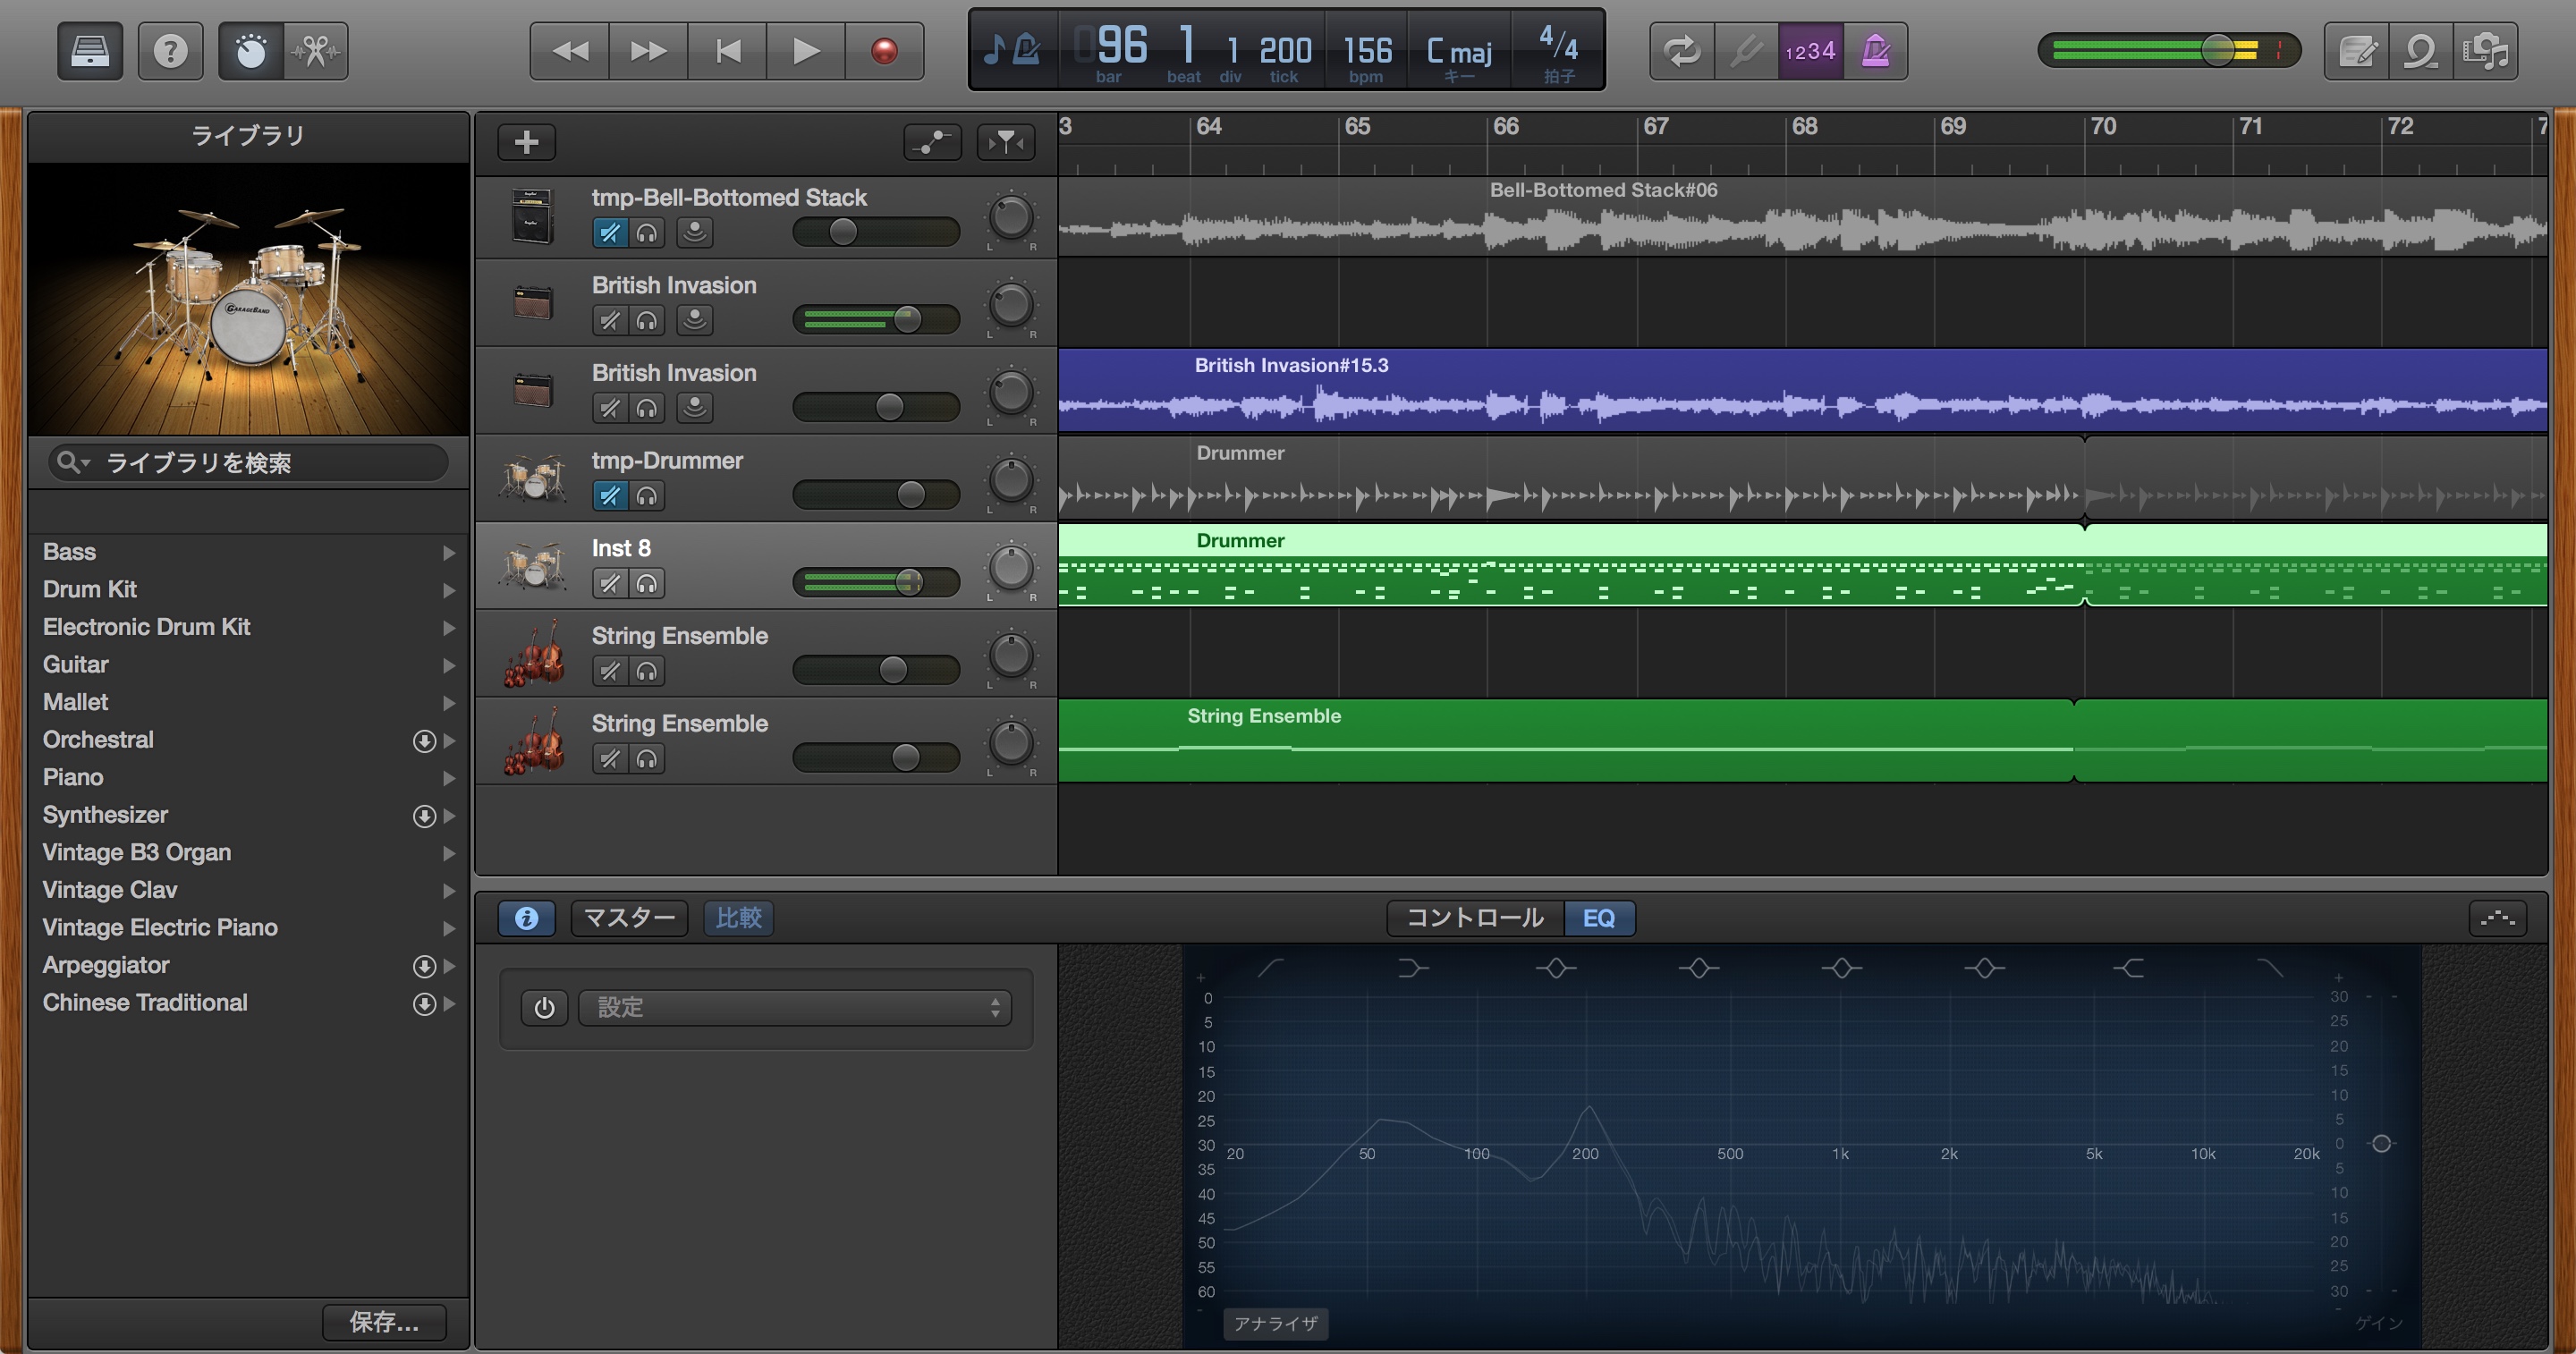 096 1 1 200 156 C maj 4/4
bar beat div tick bpm キー 拍子
1234
ライブラリ
GARAGEBAND
ライブラリを検索
Bass
Drum Kit
Electronic Drum Kit
Guitar
Mallet
Orchestral
Piano
Synthesizer
Vintage B3 Organ
Vintage Clav
Vintage Electric Piano
Arpeggiator
Chinese Traditional
保存...
3 64 65 66 67 68 69 70 71 72 7
tmp-Bell-Bottomed Stack
L R
British Invasion
L R
British Invasion
L R
tmp-Drummer
L R
Inst 8
L R
String Ensemble
L R
String Ensemble
L R
Bell-Bottomed Stack#06
British Invasion#15.3
Drummer
Drummer
String Ensemble
マスター 比較 コントロール EQ
設定
+ +
0 30 - -
5 25
10 20
15 15
20 10
25 5
30 0
20 50 100 200 500 1k 2k 5k 10k 20k
35 5
40 10
45 15
50 20
55 25
60 30 - -
- -
アナライザ ゲイン